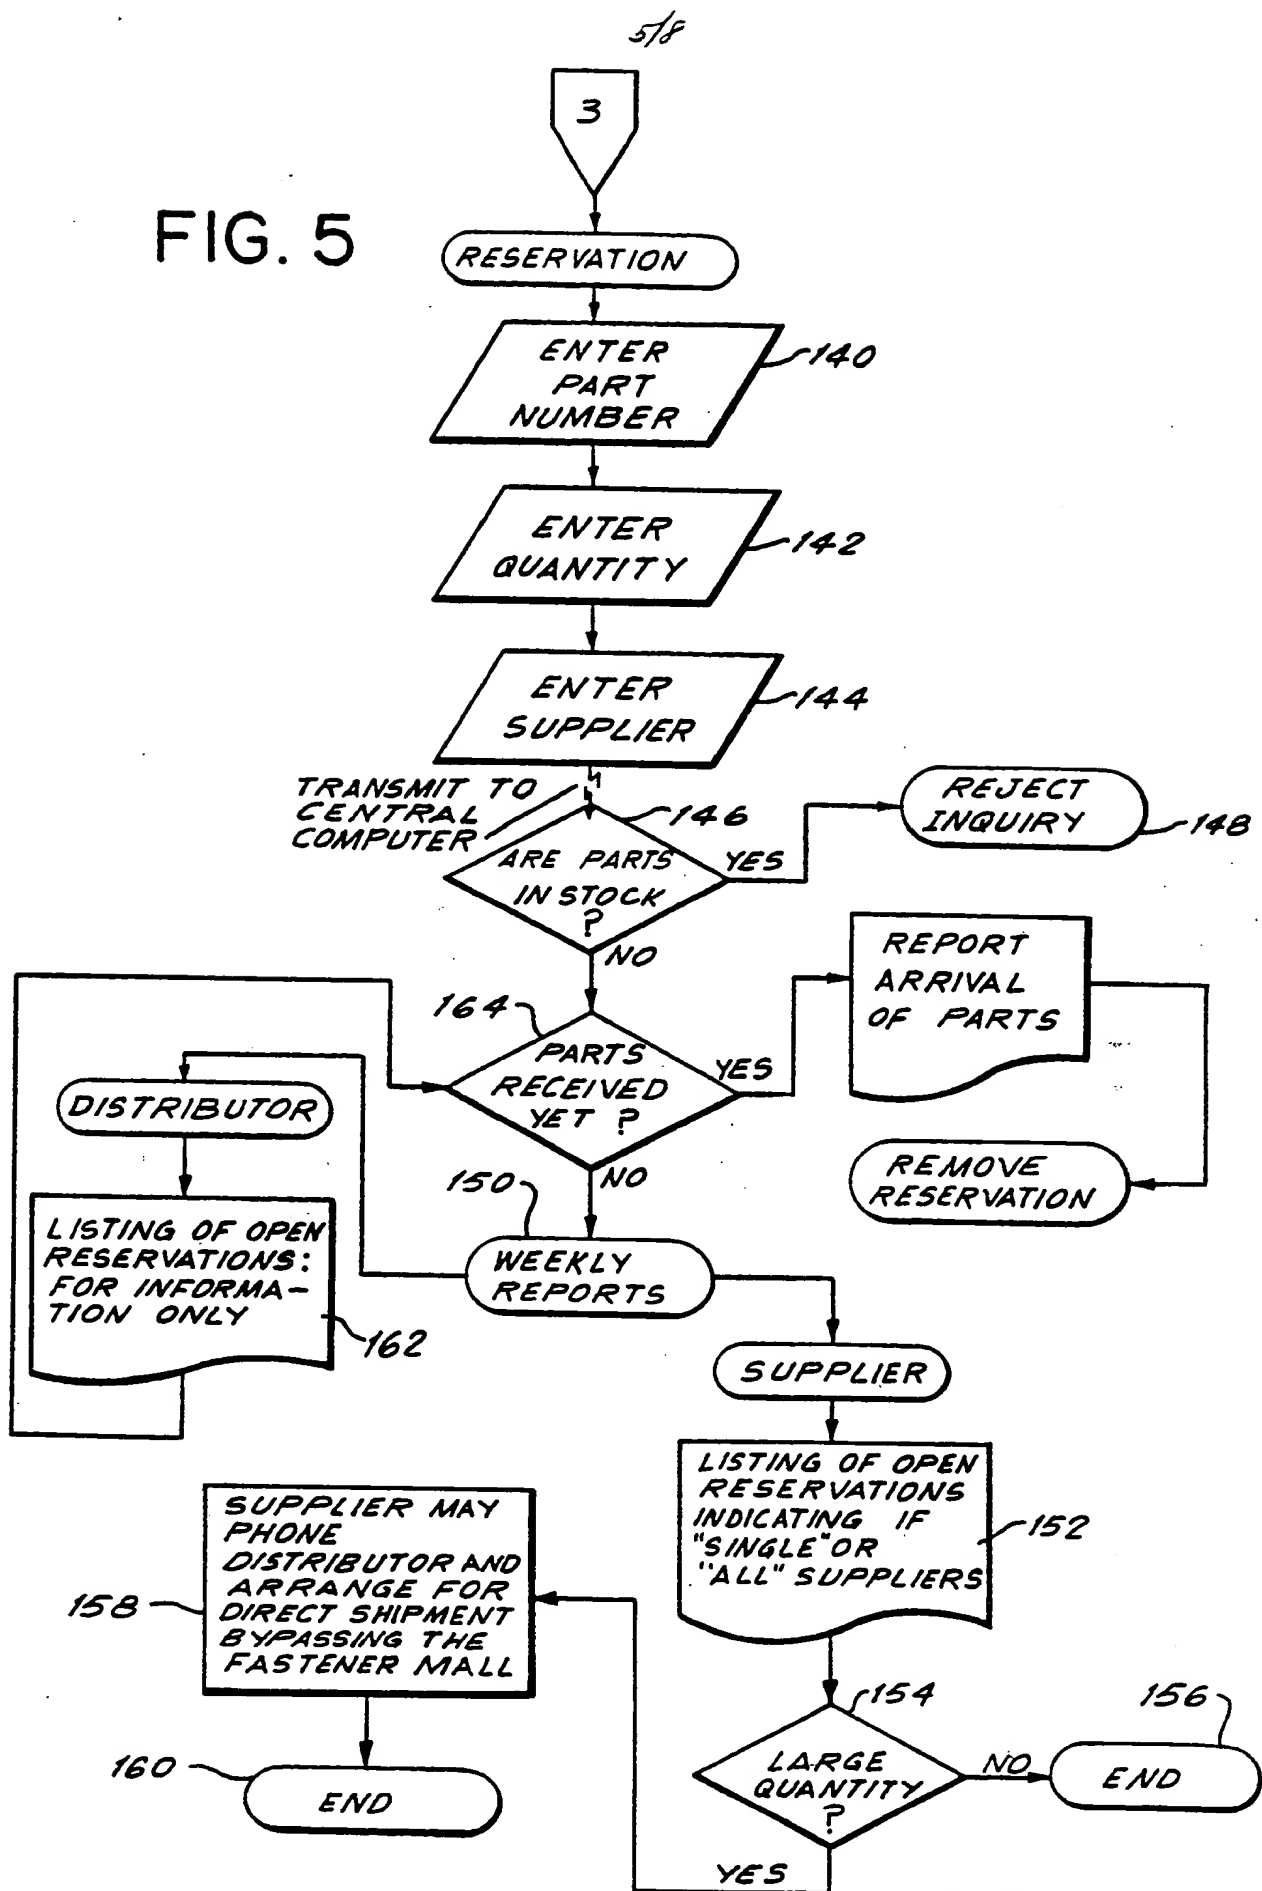 5/8
3
FIG. 5
RESERVATION
ENTER
PART
NUMBER
140
ENTER
QUANTITY
142
ENTER
SUPPLIER
144
TRANSMIT TO
CENTRAL
COMPUTER
146
ARE PARTS
IN STOCK
?
YES
REJECT
INQUIRY
148
NO
REPORT
ARRIVAL
OF PARTS
164
PARTS
RECEIVED
YET ?
YES
DISTRIBUTOR
REMOVE
RESERVATION
NO
150
WEEKLY
REPORTS
LISTING OF OPEN
RESERVATIONS:
FOR INFORMA-
TION ONLY
162
SUPPLIER
LISTING OF OPEN
RESERVATIONS
INDICATING IF
"SINGLE" OR
"ALL" SUPPLIERS
152
SUPPLIER MAY
PHONE
DISTRIBUTOR AND
ARRANGE FOR
DIRECT SHIPMENT
BYPASSING THE
FASTENER MALL
158
154
LARGE
QUANTITY
?
NO
156
END
160
END
YES